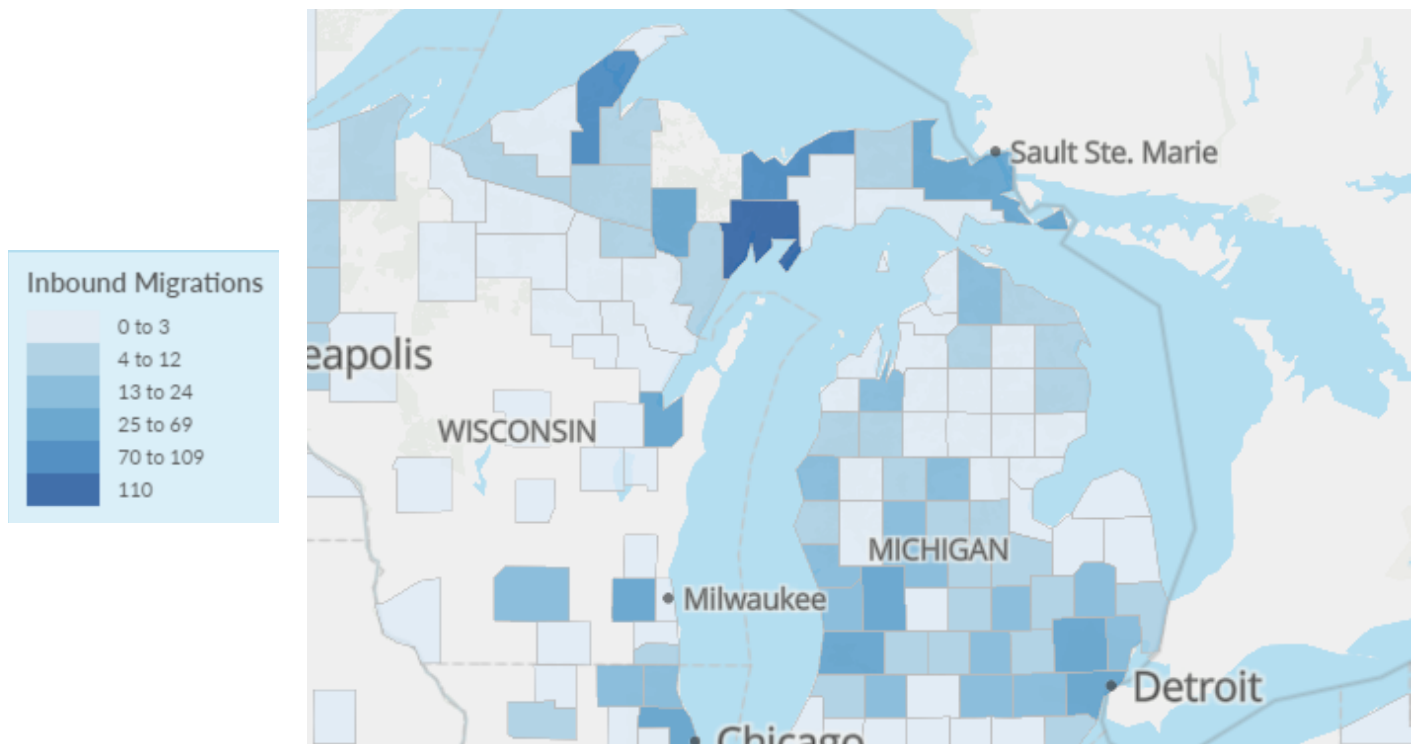 Inbound Migrations
0 to 3
4 to 12
13 to 24
25 to 69
70 to 109
110
Sault Ste. Marie
eapolis
WISCONSIN
MICHIGAN
Milwaukee
Detroit
Chicago